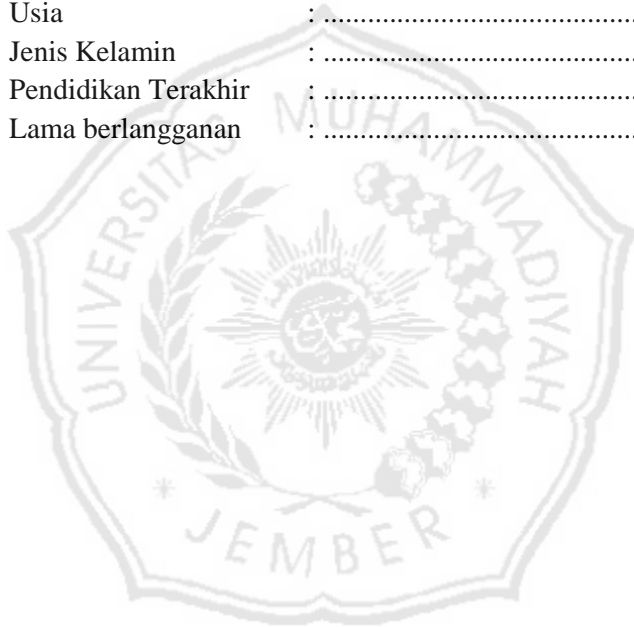 Usia : ............................................
Jenis Kelamin : ............................................
Pendidikan Terakhir : ............................................
Lama berlangganan : ............................................
UNIVERSITAS MUHAMMADIYAH
JEMBER